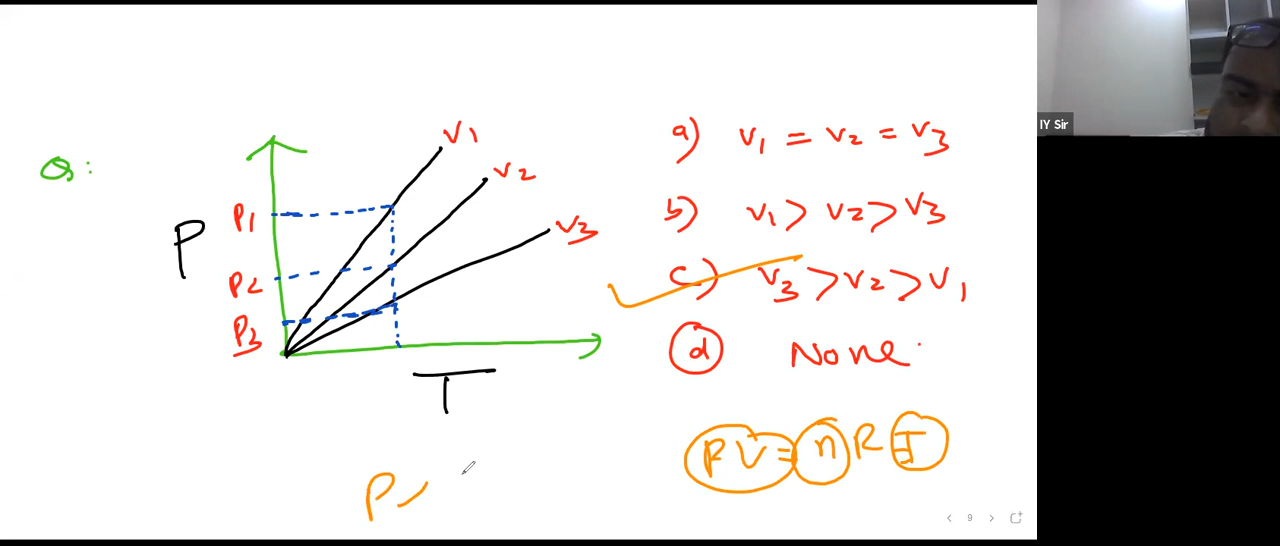 Q:
P
P1
P2
P3
V1
V2
V3
T
a) V1 = V2 = V3
b) V1 > V2 > V3
c) V3 > V2 > V1
d None.
PV = n R T
P
IY Sir
9